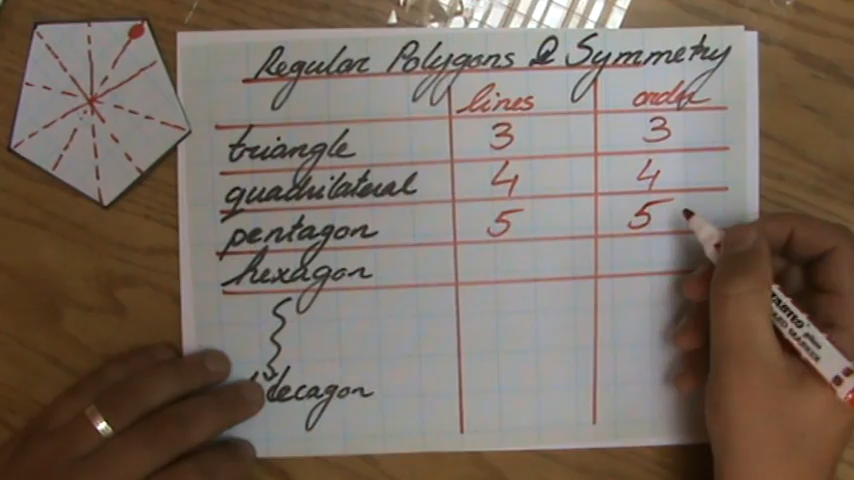 Regular Polygons & Symmetry
lines order
triangle 3 3
quadrilateral 4 4
pentagon 5 5
hexagon
decagon